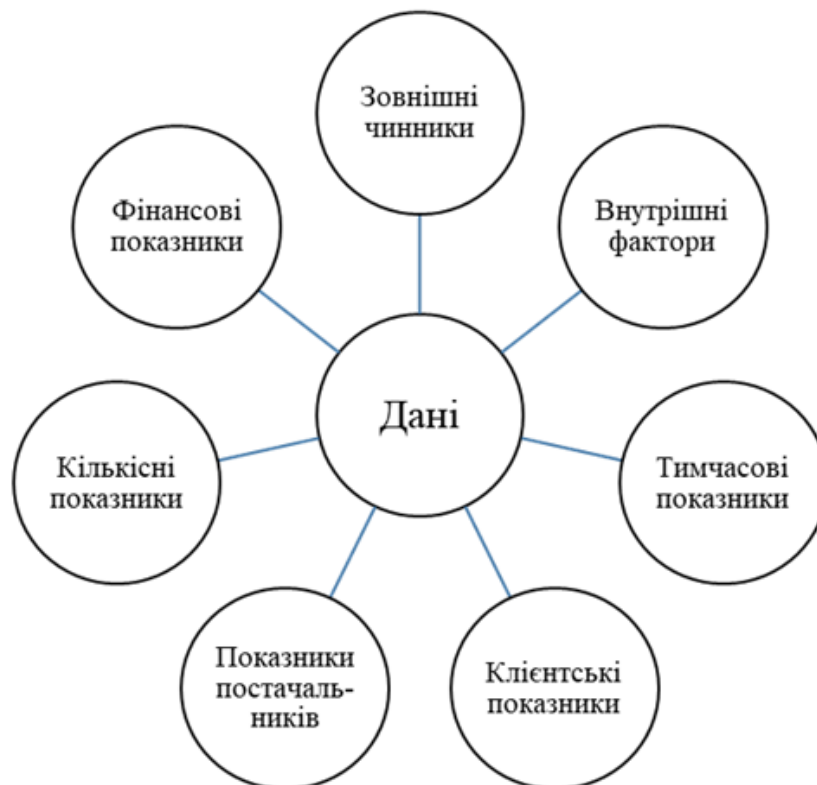 Зовнішні
чинники
Фінансові
показники
Внутрішні
фактори
Дані
Кількісні
показники
Тимчасові
показники
Показники
постачаль-
ників
Клієнтські
показники